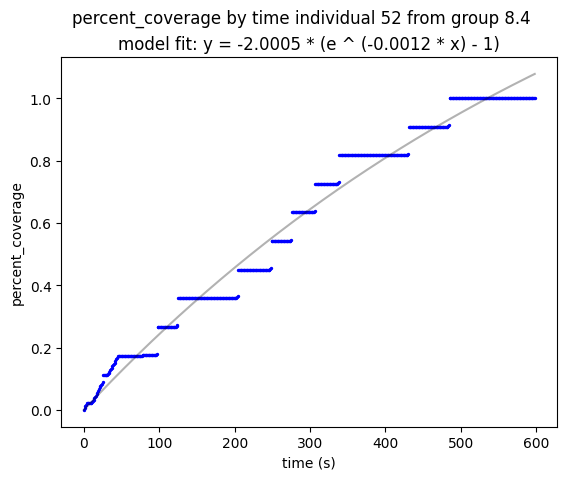 percent_coverage by time individual 52 from group 8.4
model fit: y = -2.0005 * (e ^ (-0.0012 * x) - 1)
1.0
0.8
0.6
0.4
0.2
0.0
percent_coverage
0 100 200 300 400 500 600
time (s)